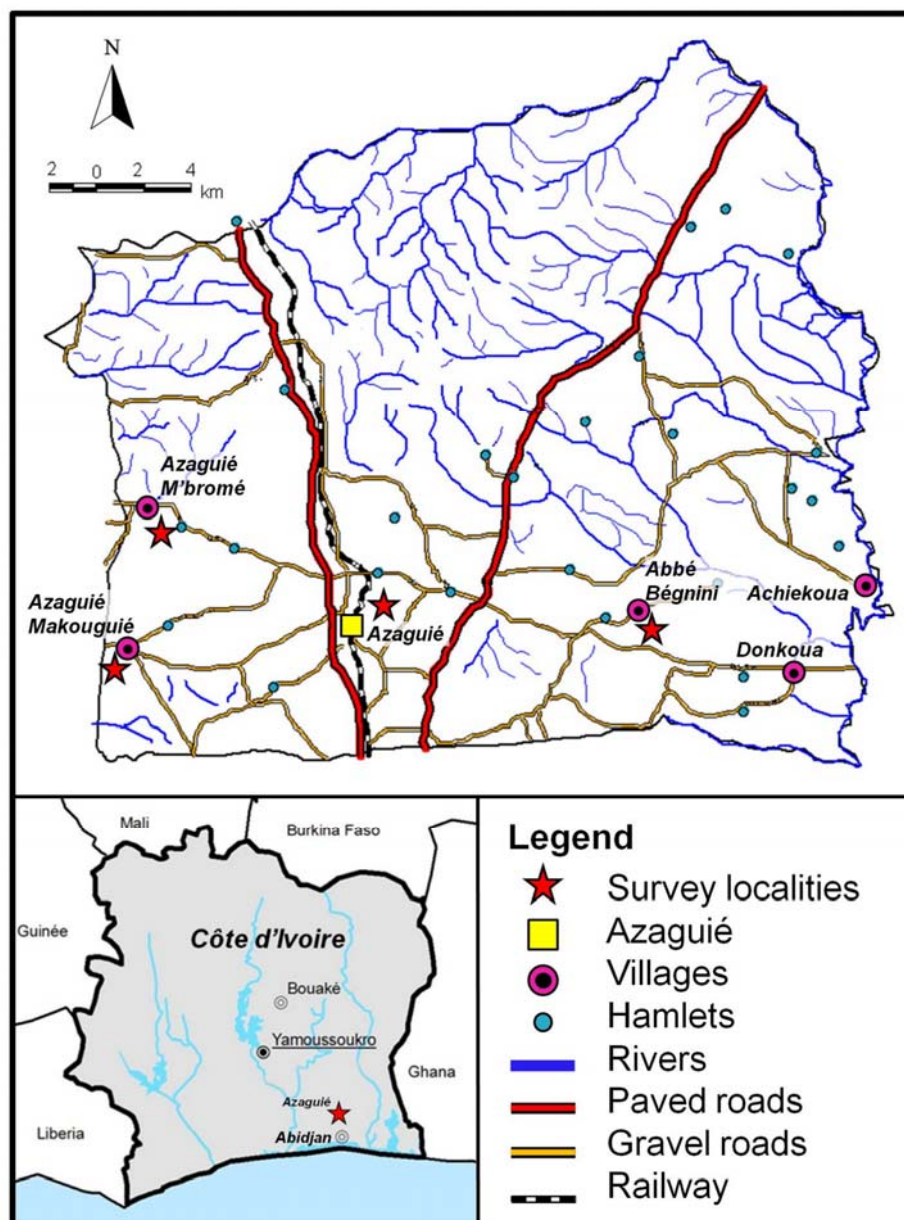 N
2 0 2 4
km
Azaguié
M'bromé
Azaguié
Makouguié
Azaguié
Abbé
Bégnini
Achiekoua
Donkoua
Mali
Burkina Faso
Guinée
Côte d'Ivoire
Bouaké
Yamoussoukro
Ghana
Azaguié
Liberia
Abidjan
Legend
Survey localities
Azaguié
Villages
Hamlets
Rivers
Paved roads
Gravel roads
Railway